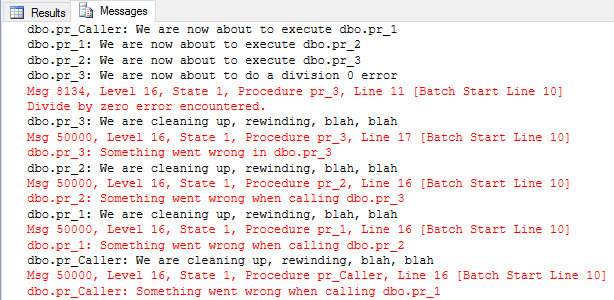 Results Messages
dbo.pr_Caller: We are now about to execute dbo.pr_1
dbo.pr_1: We are now about to execute dbo.pr_2
dbo.pr_2: We are now about to execute dbo.pr_3
dbo.pr_3: We are now about to do a division 0 error
Msg 8134, Level 16, State 1, Procedure pr_3, Line 11 [Batch Start Line 10]
Divide by zero error encountered.
dbo.pr_3: We are cleaning up, rewinding, blah, blah
Msg 50000, Level 16, State 1, Procedure pr_3, Line 17 [Batch Start Line 10]
dbo.pr_3: Something went wrong in dbo.pr_3
dbo.pr_2: We are cleaning up, rewinding, blah, blah
Msg 50000, Level 16, State 1, Procedure pr_2, Line 16 [Batch Start Line 10]
dbo.pr_2: Something went wrong when calling dbo.pr_3
dbo.pr_1: We are cleaning up, rewinding, blah, blah
Msg 50000, Level 16, State 1, Procedure pr_1, Line 16 [Batch Start Line 10]
dbo.pr_1: Something went wrong when calling dbo.pr_2
dbo.pr_Caller: We are cleaning up, rewinding, blah, blah
Msg 50000, Level 16, State 1, Procedure pr_Caller, Line 16 [Batch Start Line 10]
dbo.pr_Caller: Something went wrong when calling dbo.pr_1